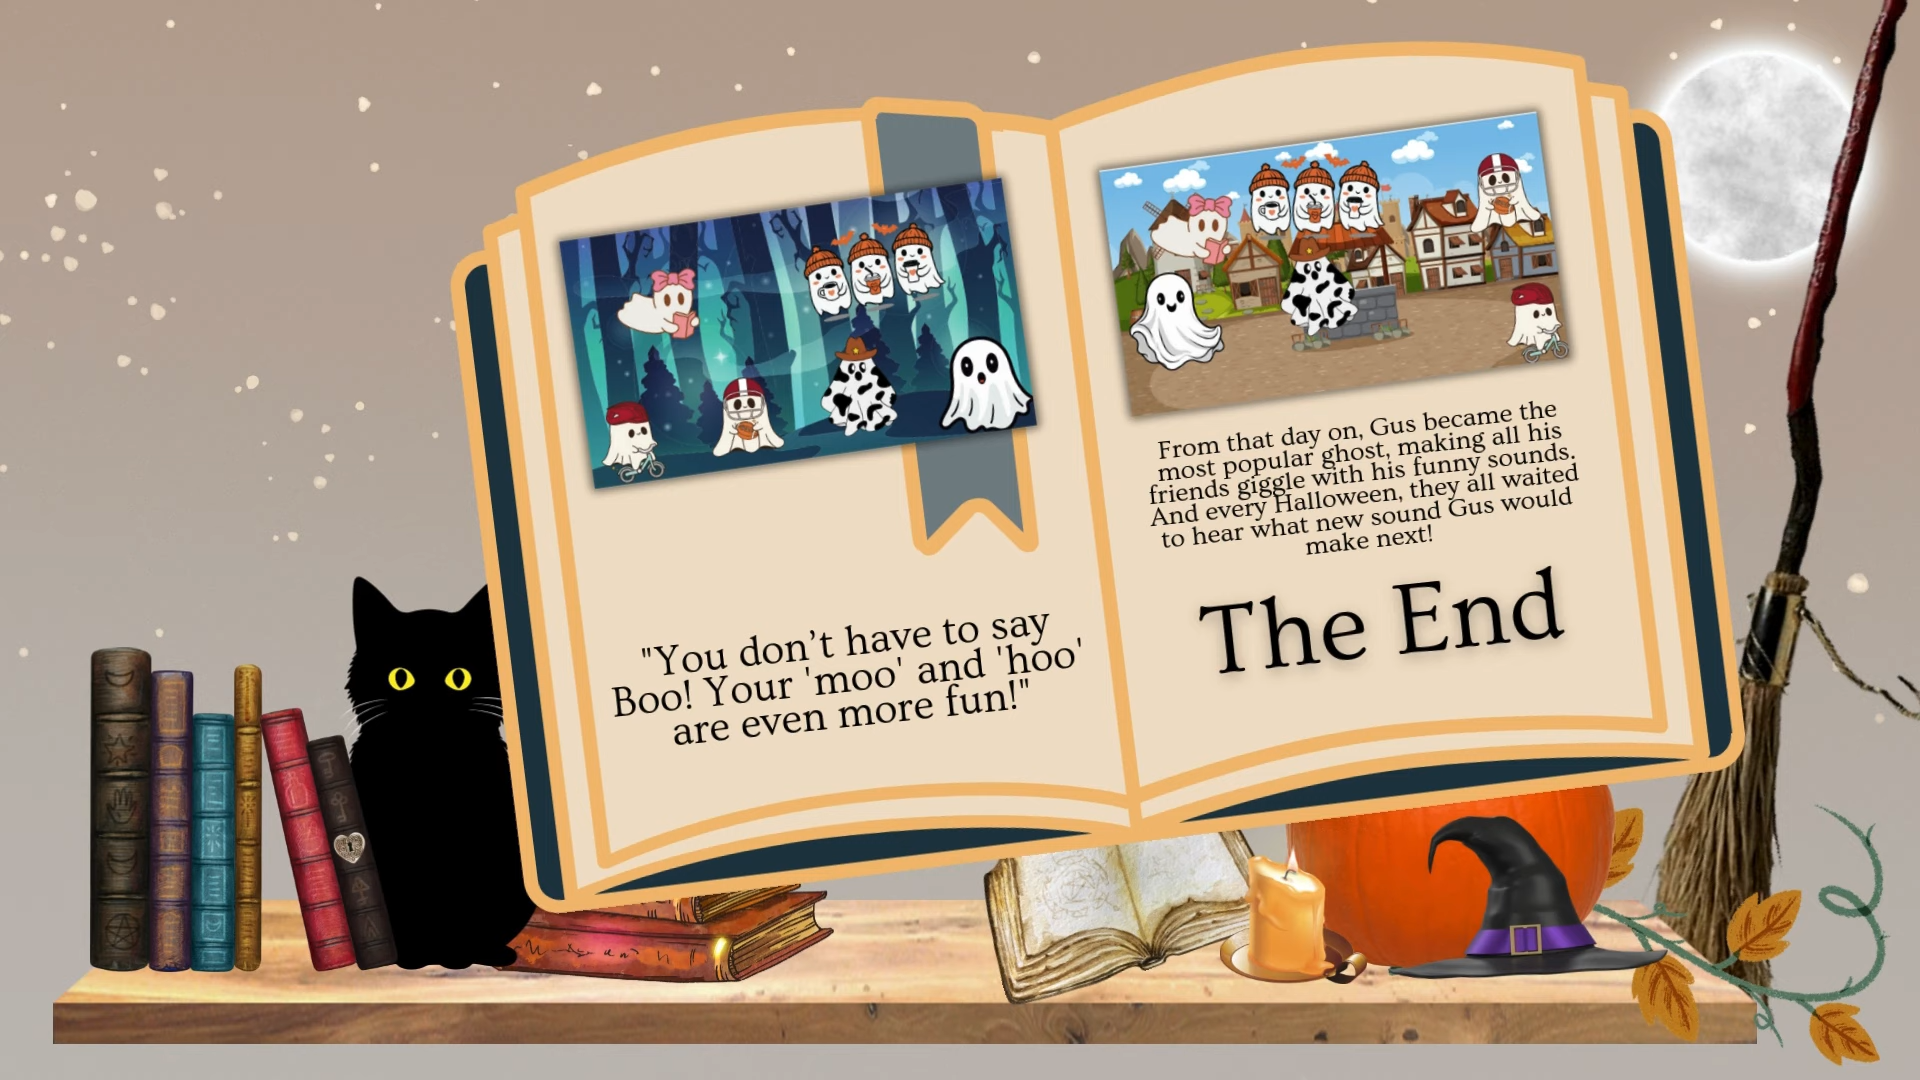 "You don’t have to say
Boo! Your 'moo' and 'hoo'
are even more fun!"
From that day on, Gus became the
most popular ghost, making all his
friends giggle with his funny sounds.
And every Halloween, they all waited
to hear what new sound Gus would
make next!
The End